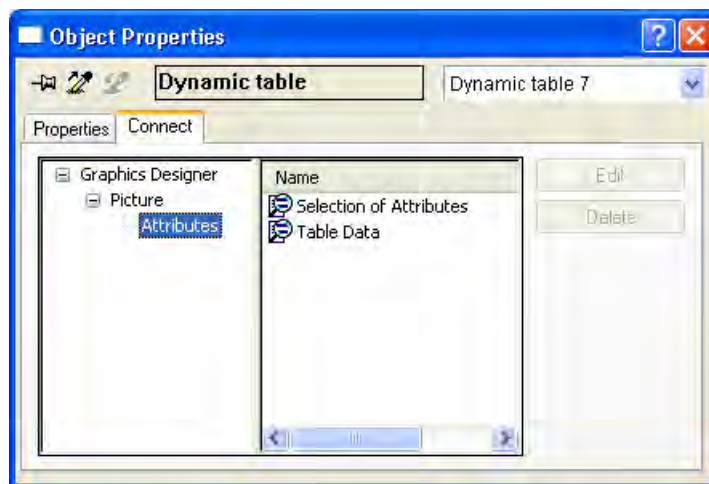 Object Properties
Dynamic table
Dynamic table 7
Properties
Connect
Graphics Designer
Picture
Attributes
Name
Selection of Attributes
Table Data
Edit
Delete